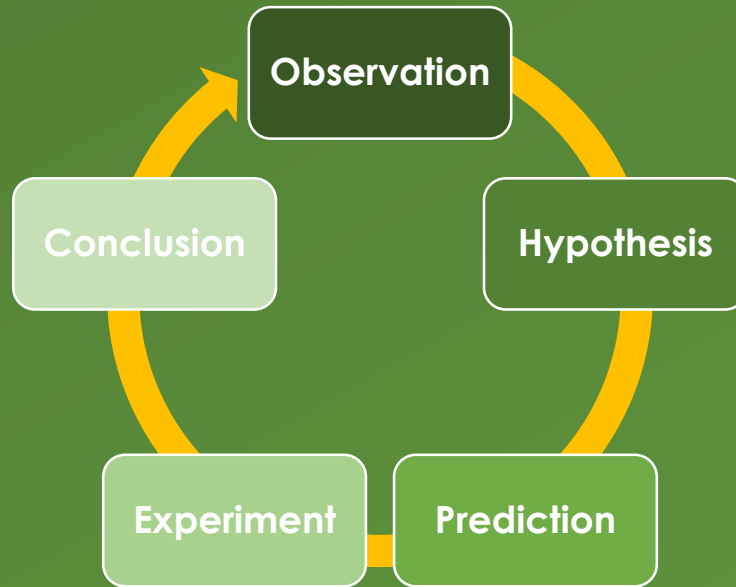 Observation
Hypothesis
Prediction
Experiment
Conclusion